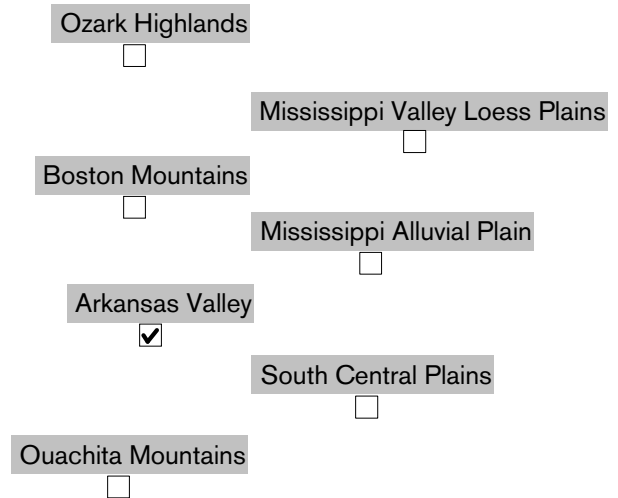 Ozark Highlands
Mississippi Valley Loess Plains
Boston Mountains
Mississippi Alluvial Plain
Arkansas Valley
South Central Plains
Ouachita Mountains